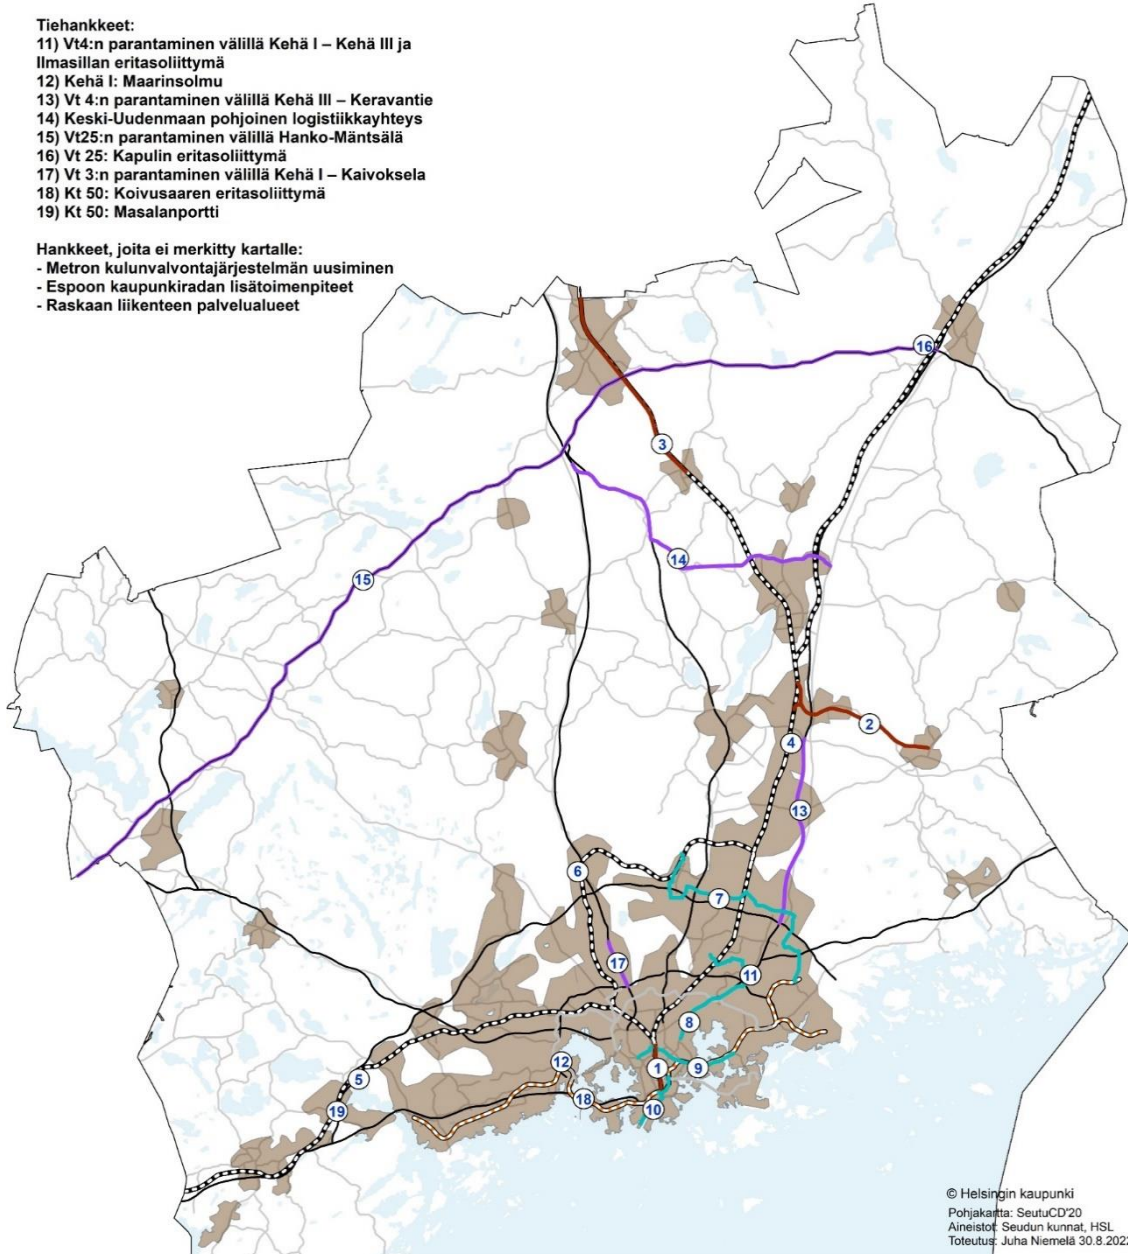 Tiehankkeet:
11) Vt4:n parantaminen välillä Kehä I – Kehä III ja
Ilmasillan eritasoliittymä
12) Kehä I: Maarinsolmu
13) Vt 4:n parantaminen välillä Kehä III – Keravantie
14) Keski-Uudenmaan pohjoinen logistiikkayhteys
15) Vt25:n parantaminen välillä Hanko-Mäntsälä
16) Vt 25: Kapulin eritasoliittymä
17) Vt 3:n parantaminen välillä Kehä I – Kaivoksela
18) Kt 50: Koivusaaren eritasoliittymä
19) Kt 50: Masalanportti
Hankkeet, joita ei merkitty kartalle:
- Metron kulunvalvontajärjestelmän uusiminen
- Espoon kaupunkiradan lisätoimenpiteet
- Raskaan liikenteen palvelualueet
16
3
14
15
2
4
13
6
7
17
11
8
12
1
9
5
18
19
10
© Helsingin kaupunki
Pohjakartta: SeutuCD'20
Aineistot: Seudun kunnat, HSL
Toteutus: Juha Niemelä 30.8.2022